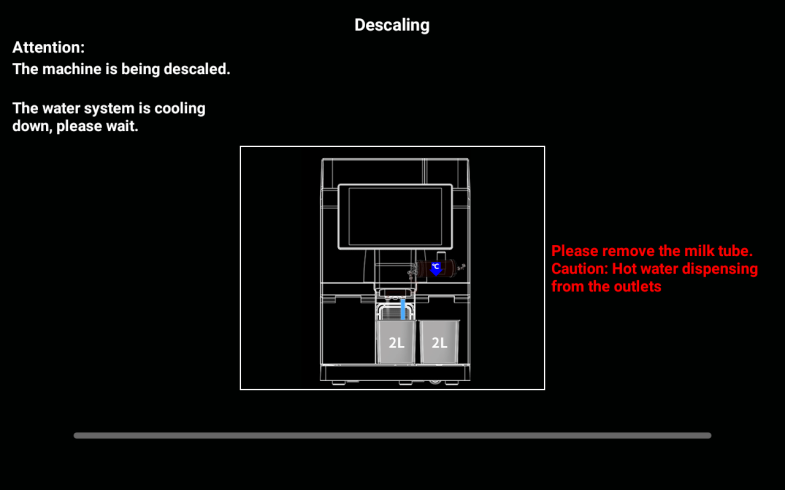 Descaling
Attention:
The machine is being descaled.
The water system is cooling
down, please wait.
°C
Please remove the milk tube.
Caution: Hot water dispensing
from the outlets
2L
2L